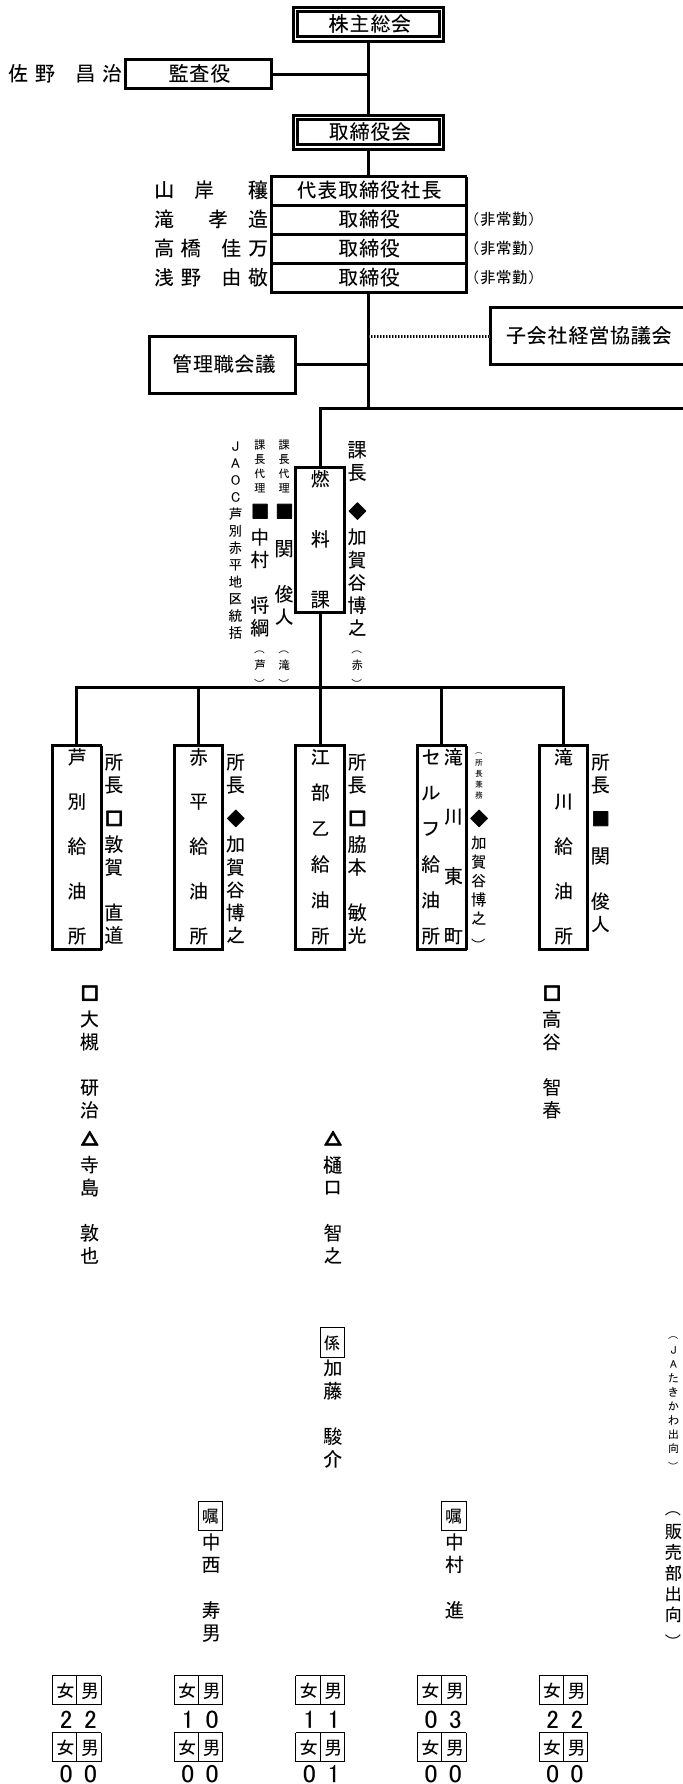 株主総会
佐野 昌治 監査役
取締役会
山岸 穰 代表取締役社長
滝 孝造 取締役 (非常勤)
高橋 佳万 取締役 (非常勤)
浅野 由敬 取締役 (非常勤)
子会社経営協議会
管理職会議
課長 ◆加賀谷博之(赤)
燃料課
課長代理 ■関 俊人(滝)
課長代理 ■中村 将綱(芦)
JAOC芦別赤平地区統括
所長 ■関 俊人
滝川給油所
(所長兼務 ◆加賀谷博之)
滝川東町
セルフ給油所
所長 □脇本 敏光
江部乙給油所
所長 ◆加賀谷博之
赤平給油所
所長 □敦賀 直道
芦別給油所
□高谷 智春
□大槻 研治
△樋口 智之
△寺島 敦也
(JAたきかわ出向)
係 加藤 駿介
(販売部出向)
嘱 中村 進
嘱 中西 寿男
女 男 女 男 女 男 女 男 女 男
2 2 1 0 1 1 0 3 2 2
女 男 女 男 女 男 女 男 女 男
0 0 0 0 0 1 0 0 0 0